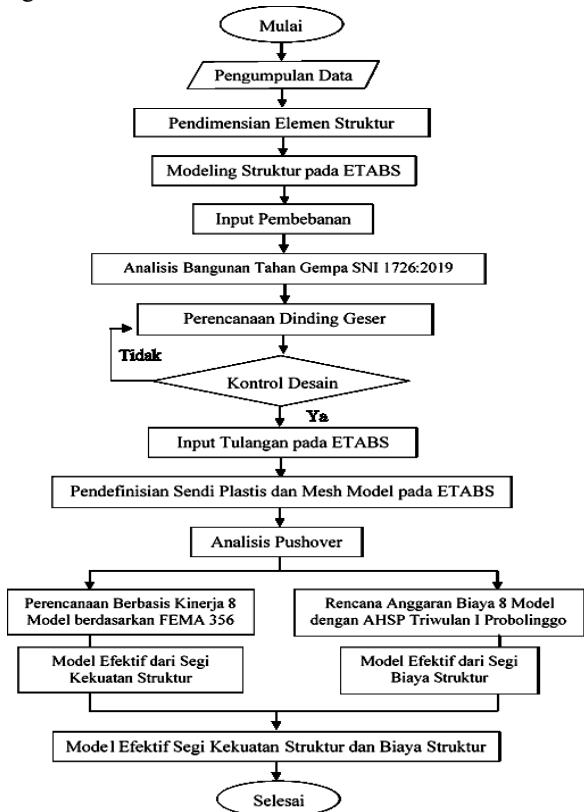 Mulai
Pengumpulan Data
Pendimensian Elemen Struktur
Modeling Struktur pada ETABS
Input Pembebanan
Analisis Bangunan Tahan Gempa SNI 1726:2019
Perencanaan Dinding Geser
Tidak
Kontrol Desain
Ya
Input Tulangan pada ETABS
Pendefinisian Sendi Plastis dan Mesh Model pada ETABS
Analisis Pushover
Perencanaan Berbasis Kinerja 8
Model berdasarkan FEMA 356
Rencana Anggaran Biaya 8 Model
dengan AHSP Triwulan I Probolinggo
Model Efektif dari Segi
Kekuatan Struktur
Model Efektif dari Segi
Biaya Struktur
Model Efektif Segi Kekuatan Struktur dan Biaya Struktur
Selesai